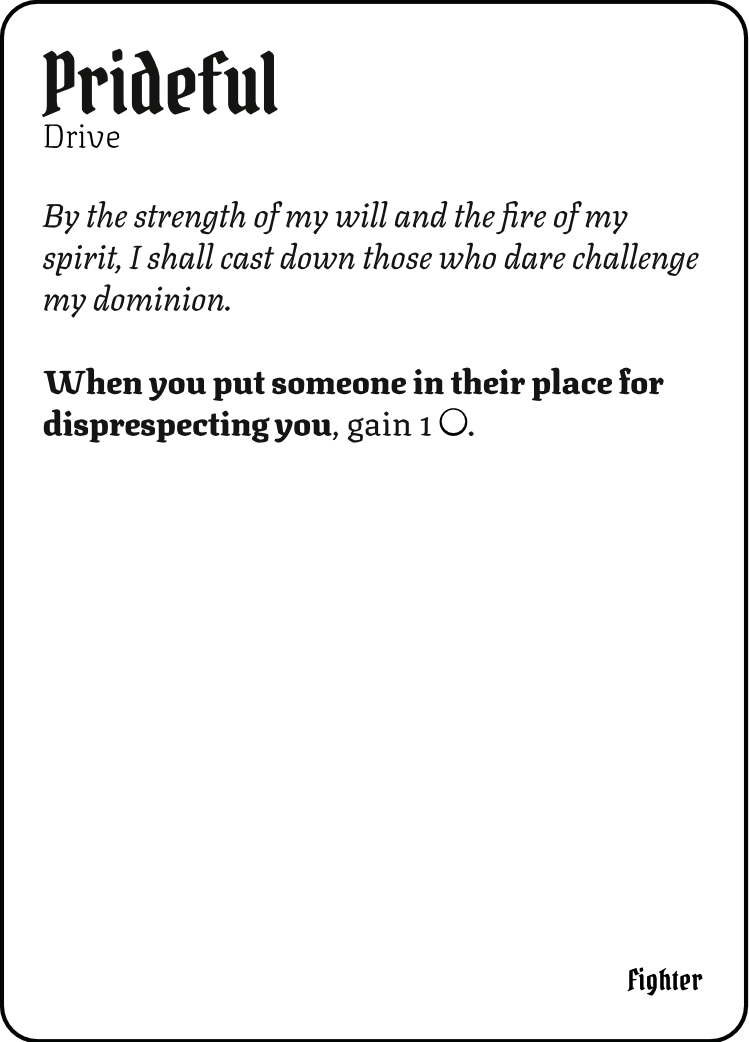 Prideful
Drive
By the strength of my will and the fire of my
spirit, I shall cast down those who dare challenge
my dominion.
When you put someone in their place for
disprespecting you, gain 1 ◯.
Fighter